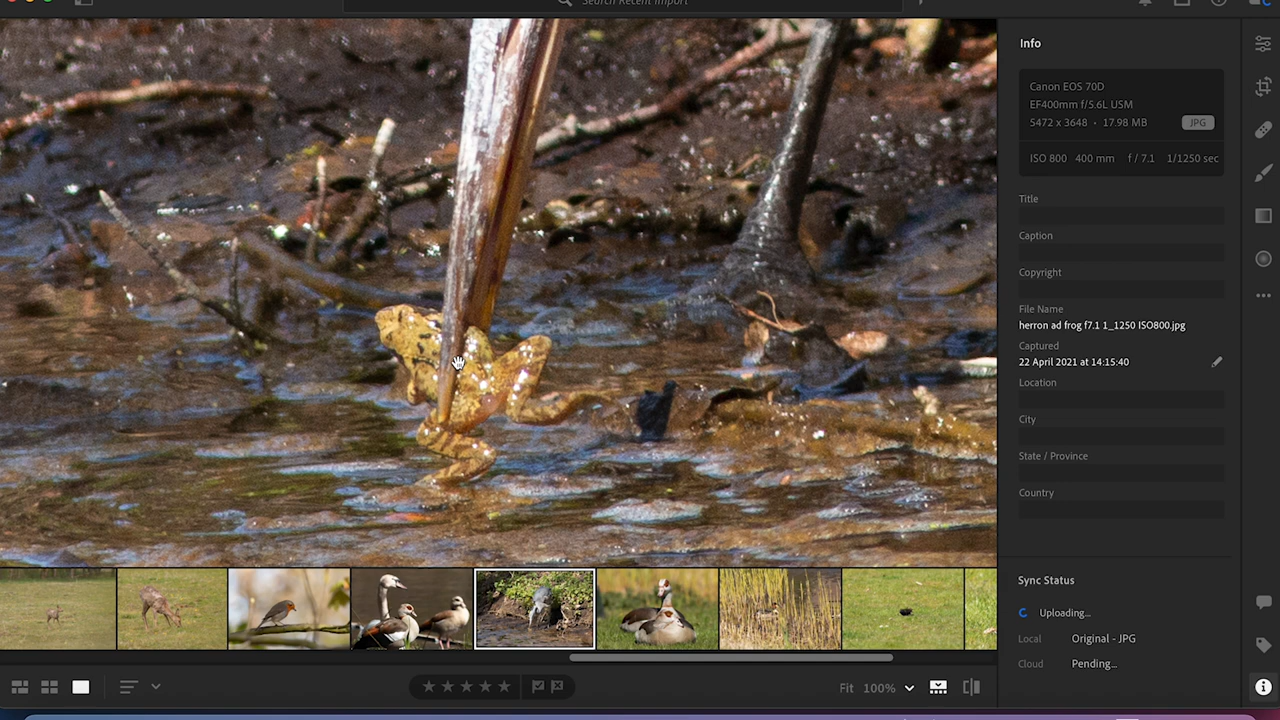 Search Recent Import
Info
Canon EOS 70D
EF400mm f/5.6L USM
5472 x 3648 • 17.98 MB
JPG
ISO 800 400 mm f / 7.1 1/1250 sec
Title
Caption
Copyright
File Name
herron ad frog f7.1 1_1250 ISO800.jpg
Captured
22 April 2021 at 14:15:40
Location
City
State / Province
Country
Sync Status
Uploading...
Local Original - JPG
Cloud Pending...
Fit 100%